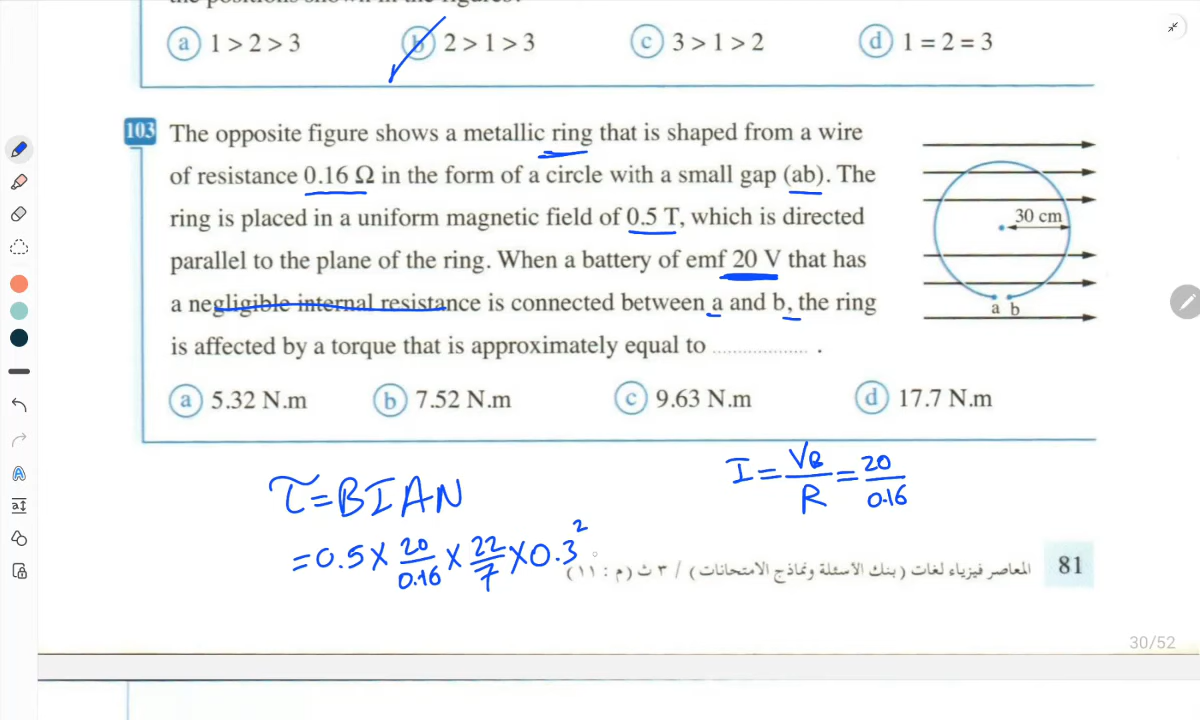 ⓐ 1 > 2 > 3 ⓑ 2 > 1 > 3 ⓒ 3 > 1 > 2 ⓓ 1 = 2 = 3
103 The opposite figure shows a metallic ring that is shaped from a wire
of resistance 0.16 Ω in the form of a circle with a small gap (ab). The
ring is placed in a uniform magnetic field of 0.5 T, which is directed
parallel to the plane of the ring. When a battery of emf 20 V that has
a negligible internal resistance is connected between a and b, the ring
is affected by a torque that is approximately equal to .................. .
30 cm
a b
ⓐ 5.32 N.m ⓑ 7.52 N.m ⓒ 9.63 N.m ⓓ 17.7 N.m
I = VB/R = 20/0.16
τ = BIAN
= 0.5 × 20/0.16 × 22/7 × 0.3²
المعاصر فيزياء لغات (بنك الأسئلة ونماذج الامتحانات) / ٣ ث (م : ١١) 81
30/52